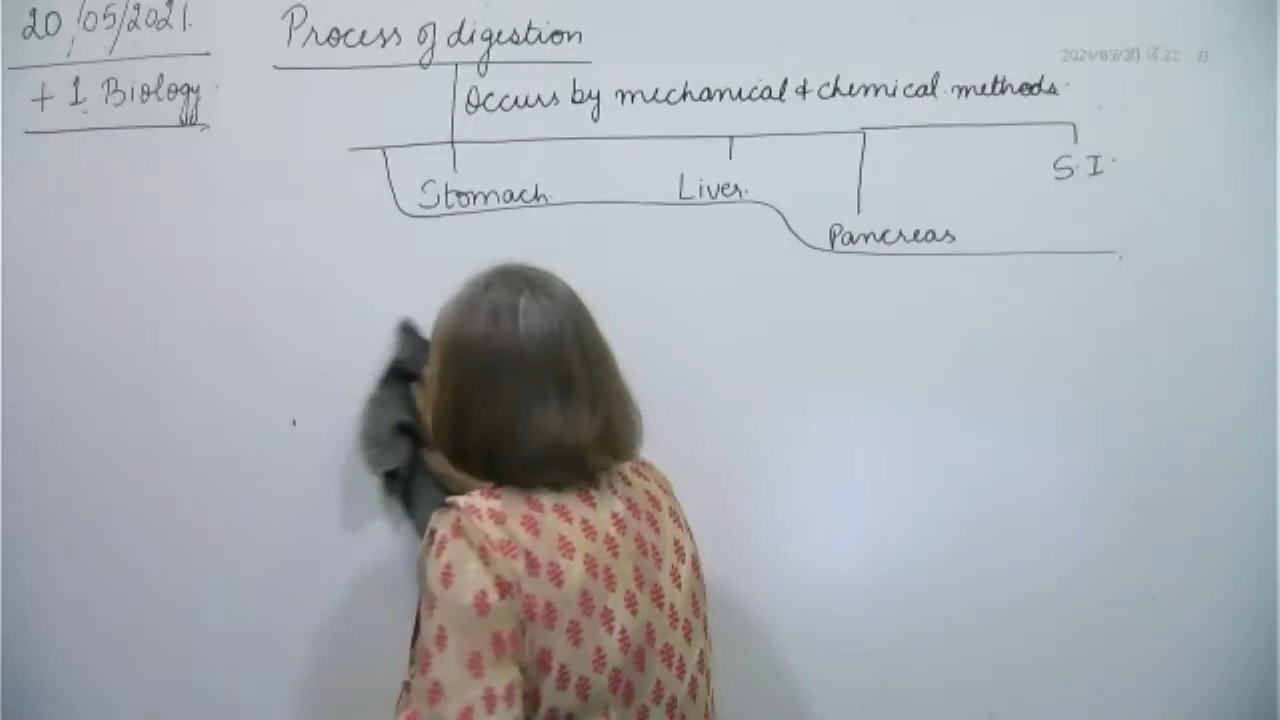 20/05/2021.
+1 Biology
Process of digestion
Occurs by mechanical & chemical methods.
Stomach.
Liver.
Pancreas
S.I.